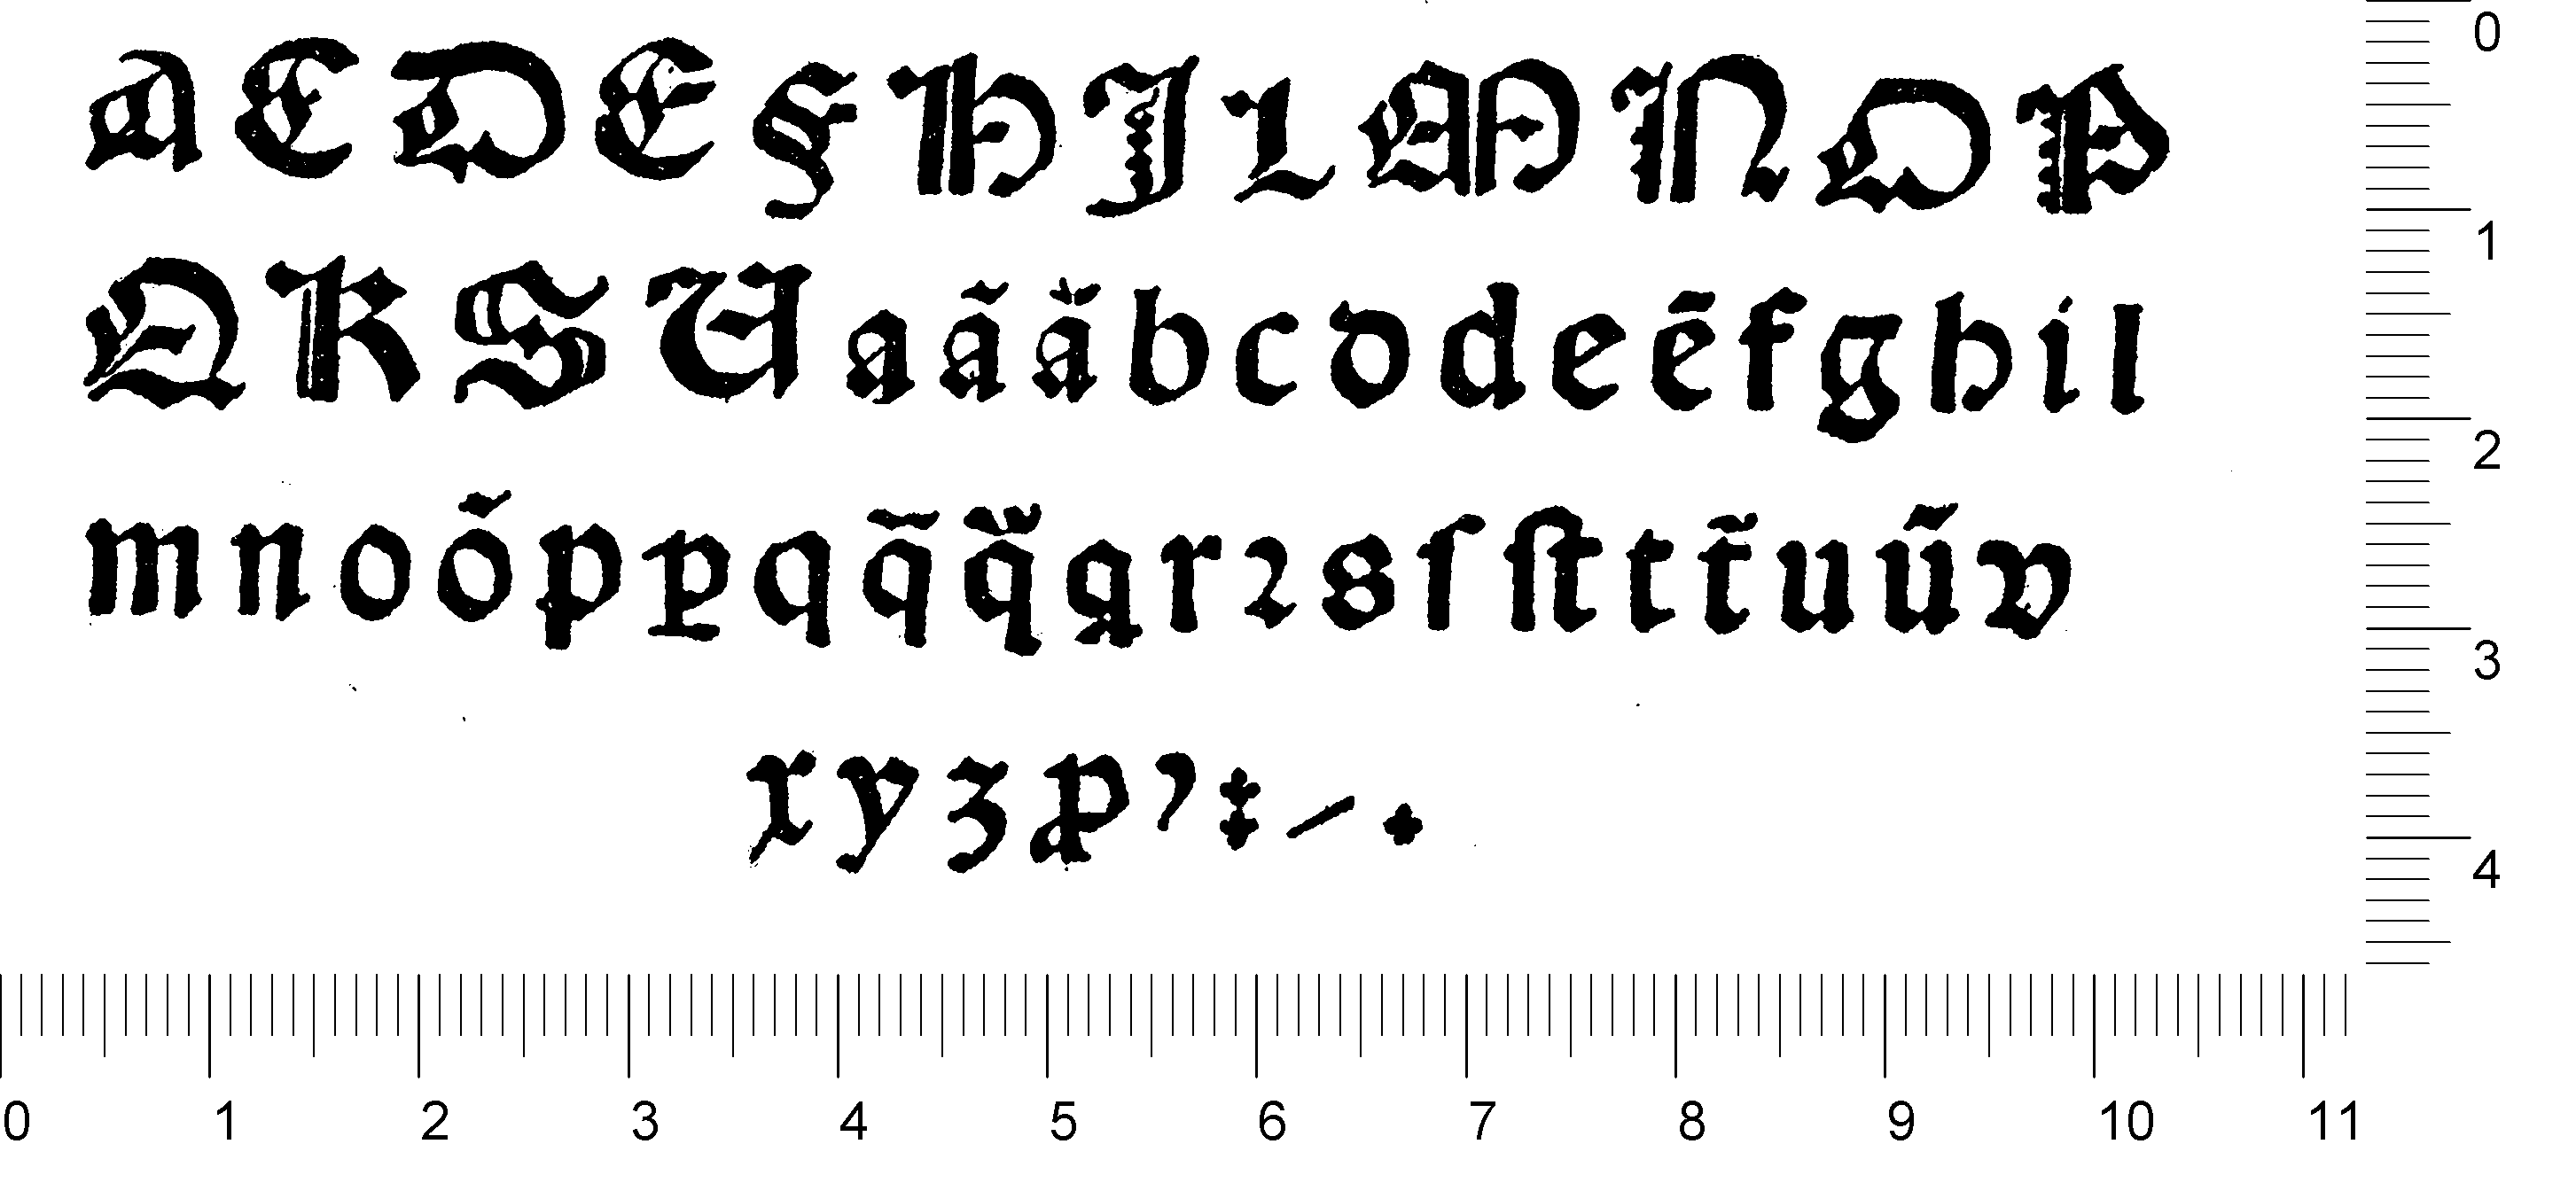 A C D E F H I L M N O P
Q R S U a ã ã̌ b c d d e ē f g h i l
m n o õ p p̱ q q̃ q̃̌ q r ꝛ s ſ ſt t t̃ u ũ v
x y z ꝓ ꝰ : / .
0
1
2
3
4
0 1 2 3 4 5 6 7 8 9 10 11